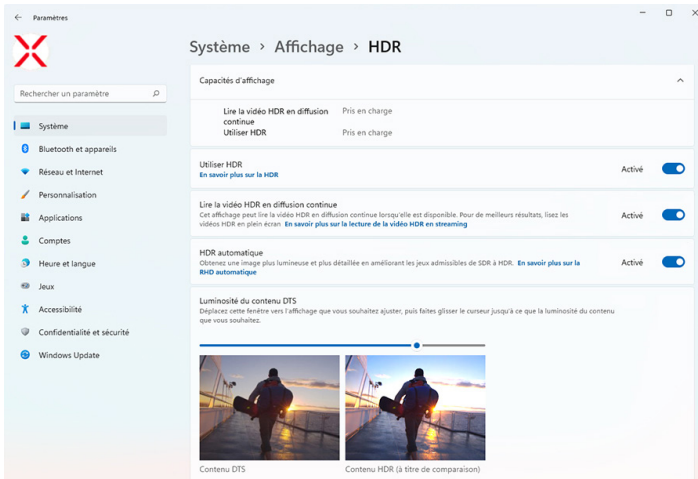 Paramètres
Système > Affichage > HDR
Rechercher un paramètre
Système
Bluetooth et appareils
Réseau et Internet
Personnalisation
Applications
Comptes
Heure et langue
Jeux
Accessibilité
Confidentialité et sécurité
Windows Update
Capacités d'affichage
Lire la vidéo HDR en diffusion Pris en charge
continue
Utiliser HDR Pris en charge
Utiliser HDR
En savoir plus sur la HDR
Activé
Lire la vidéo HDR en diffusion continue
Cet affichage peut lire la vidéo HDR en diffusion continue lorsqu'elle est disponible. Pour de meilleurs résultats, lisez les
vidéos HDR en plein écran En savoir plus sur la lecture de la vidéo HDR en streaming
Activé
HDR automatique
Obtenez une image plus lumineuse et plus détaillée en améliorant les jeux admissibles de SDR à HDR. En savoir plus sur la
RHD automatique
Activé
Luminosité du contenu DTS
Déplacez cette fenêtre vers l'affichage que vous souhaitez ajuster, puis faites glisser le curseur jusqu'à ce que la luminosité du contenu
que vous souhaitez.
Contenu DTS
Contenu HDR (à titre de comparaison)